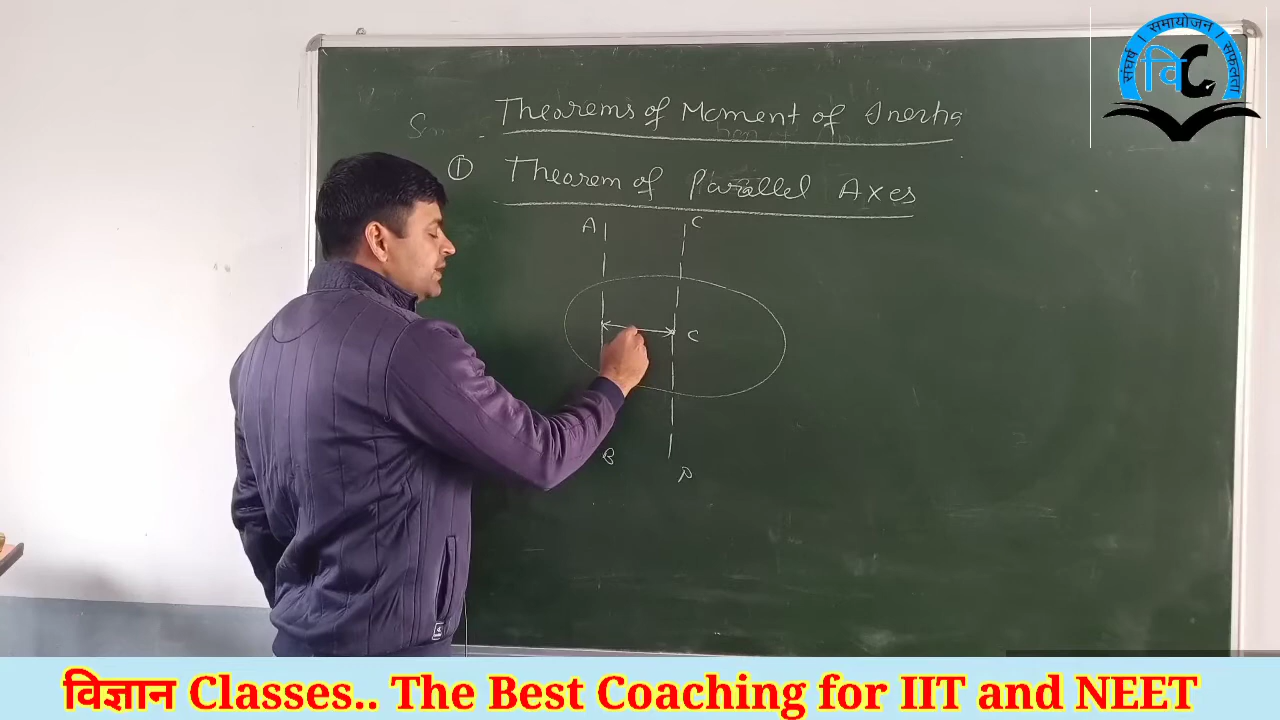 संघर्ष । समायोजन । सफलता
विC
Theorems of Moment of Inertia
① Theorem of Parallel Axes
A C
C
B
D
विज्ञान Classes.. The Best Coaching for IIT and NEET